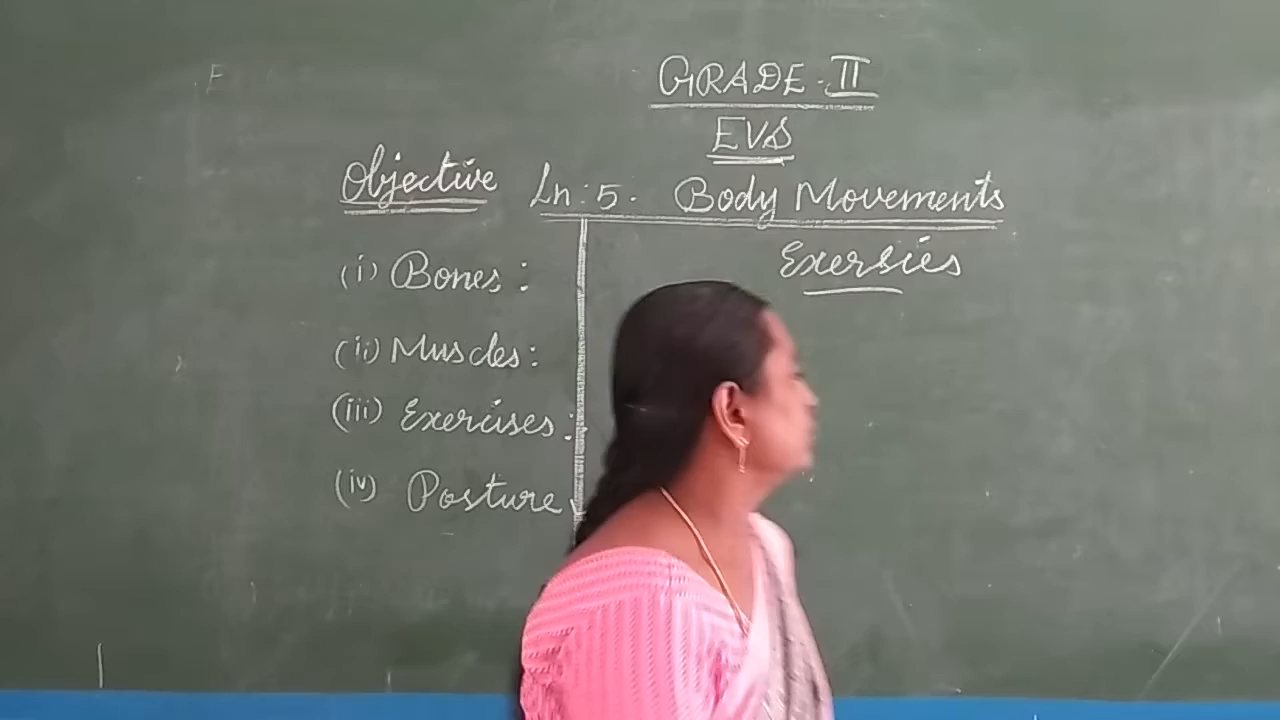 GRADE - II
EVS
Objective Ln : 5. Body Movements
Exersies
(i) Bones :
(ii) Muscles :
(iii) Exercises :
(iv) Posture